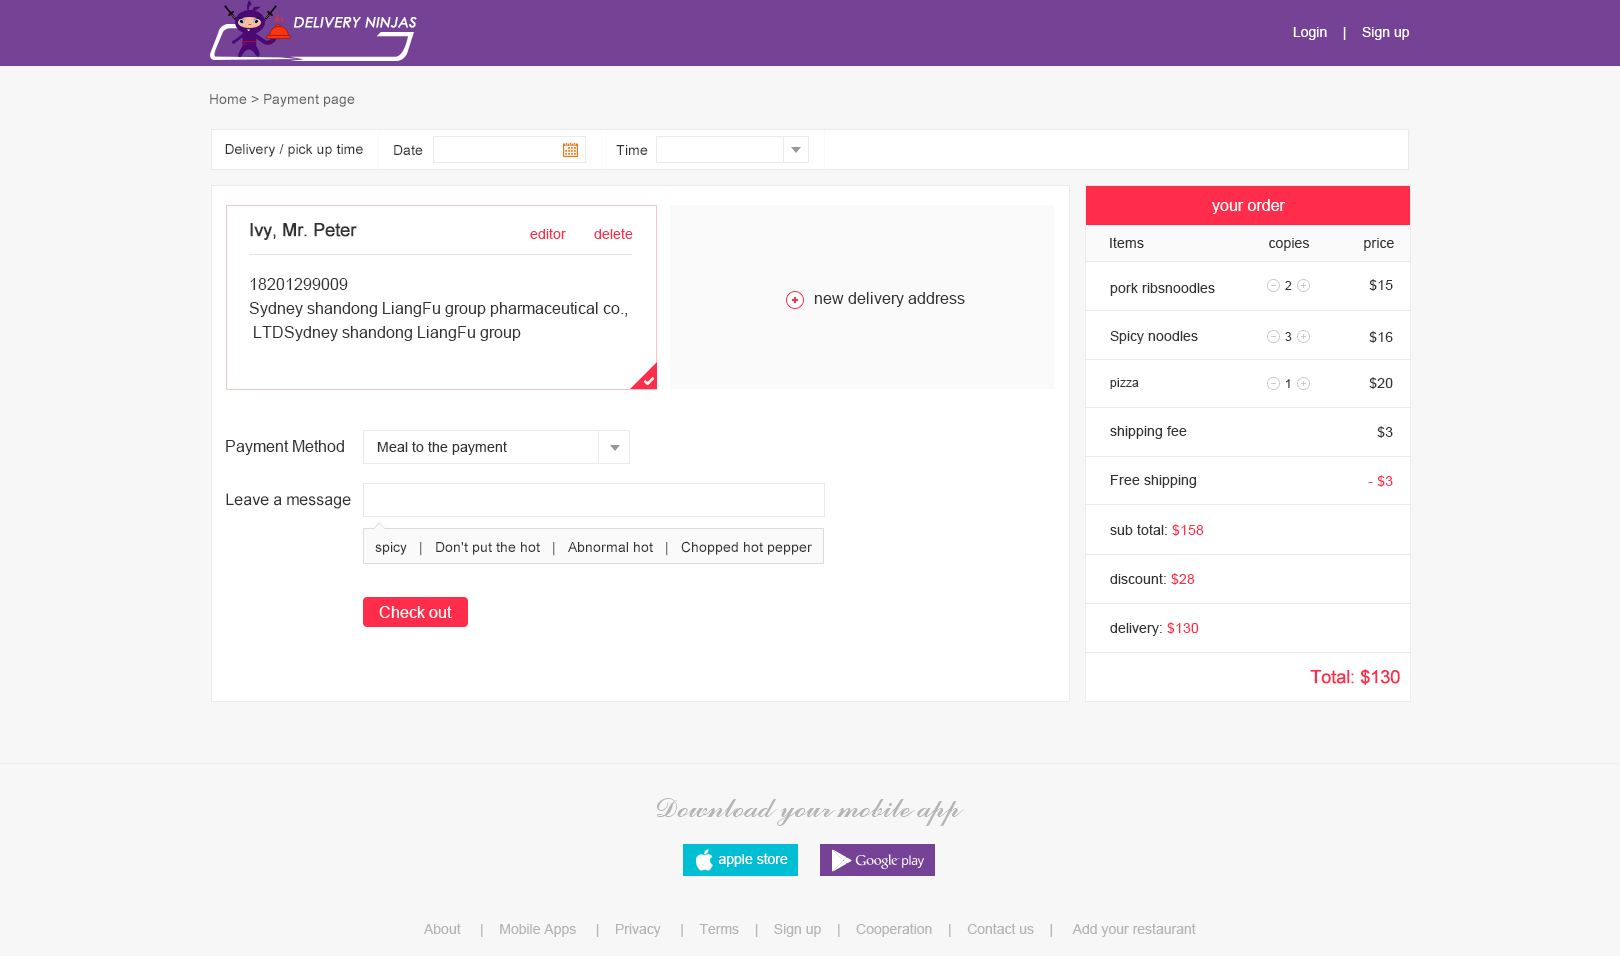 DELIVERY NINJAS
Login | Sign up
Home > Payment page
Delivery / pick up time Date Time
Ivy, Mr. Peter editor delete
18201299009
Sydney shandong LiangFu group pharmaceutical co.,
LTDSydney shandong LiangFu group
new delivery address
Payment Method Meal to the payment
Leave a message
spicy | Don't put the hot | Abnormal hot | Chopped hot pepper
Check out
your order
Items copies price
pork ribsnoodles 2 $15
Spicy noodles 3 $16
pizza 1 $20
shipping fee $3
Free shipping - $3
sub total: $158
discount: $28
delivery: $130
Total: $130
Download your mobile app
apple store Google play
About | Mobile Apps | Privacy | Terms | Sign up | Cooperation | Contact us | Add your restaurant